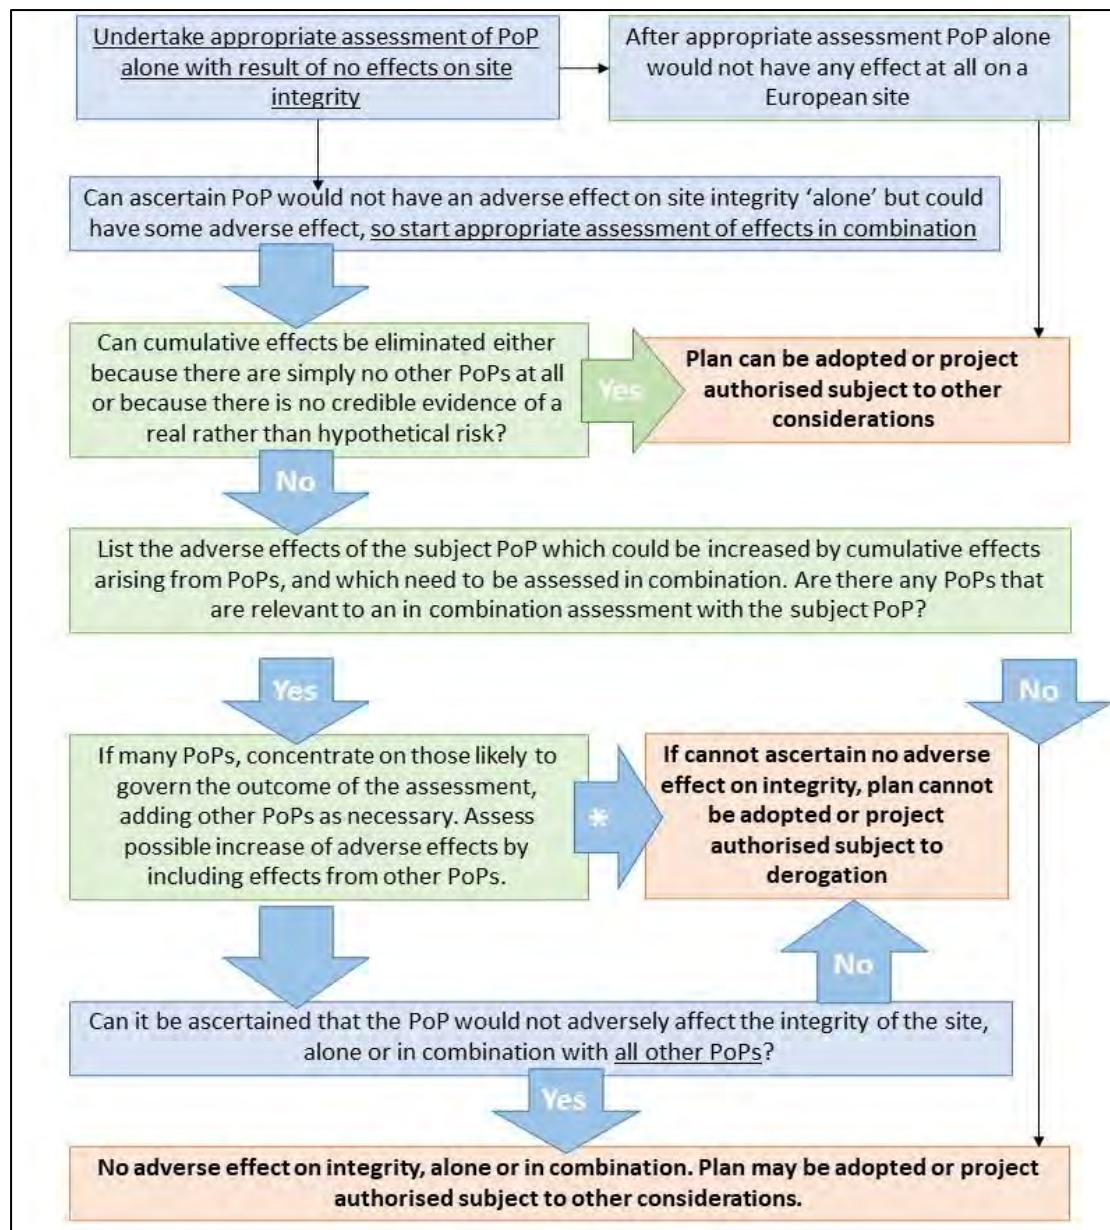 Undertake appropriate assessment of PoP
alone with result of no effects on site
integrity
After appropriate assessment PoP alone
would not have any effect at all on a
European site
Can ascertain PoP would not have an adverse effect on site integrity ‘alone’ but could
have some adverse effect, so start appropriate assessment of effects in combination
Can cumulative effects be eliminated either
because there are simply no other PoPs at all
or because there is no credible evidence of a
real rather than hypothetical risk?
Yes
Plan can be adopted or project
authorised subject to other
considerations
No
List the adverse effects of the subject PoP which could be increased by cumulative effects
arising from PoPs, and which need to be assessed in combination. Are there any PoPs that
are relevant to an in combination assessment with the subject PoP?
Yes
No
If many PoPs, concentrate on those likely to
govern the outcome of the assessment,
adding other PoPs as necessary. Assess
possible increase of adverse effects by
including effects from other PoPs.
*
If cannot ascertain no adverse
effect on integrity, plan cannot
be adopted or project
authorised subject to
derogation
No
Can it be ascertained that the PoP would not adversely affect the integrity of the site,
alone or in combination with all other PoPs?
Yes
No adverse effect on integrity, alone or in combination. Plan may be adopted or project
authorised subject to other considerations.